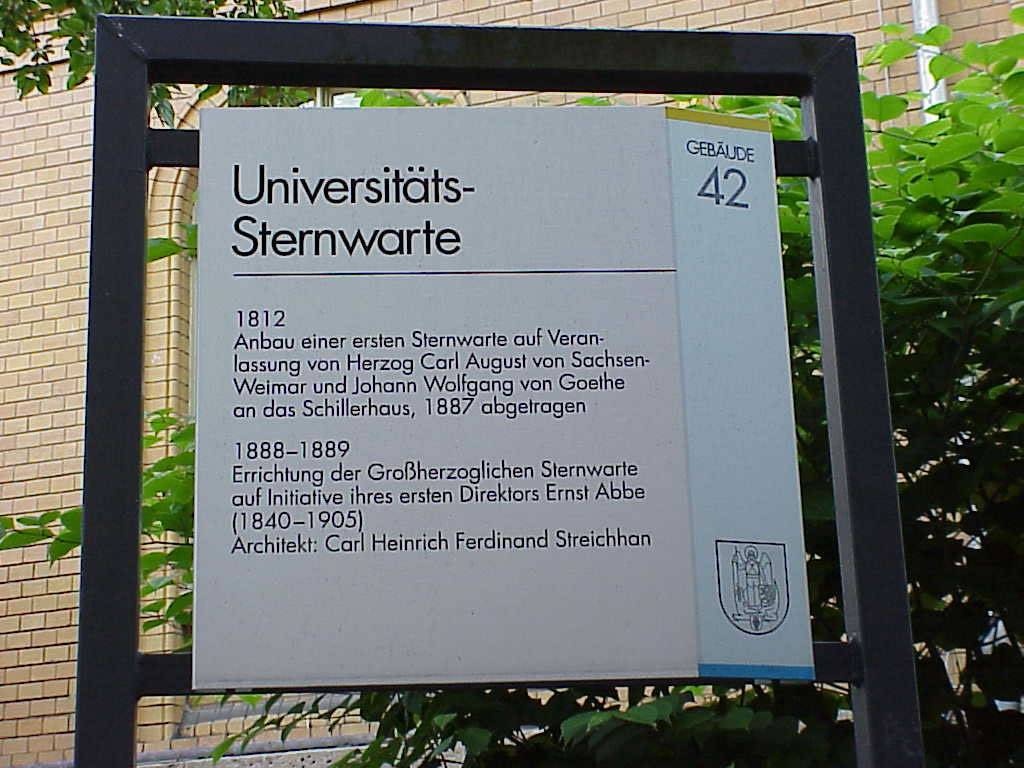 Universitäts-
Sternwarte
GEBÄUDE
42
1812
Anbau einer ersten Sternwarte auf Veran-
lassung von Herzog Carl August von Sachsen-
Weimar und Johann Wolfgang von Goethe
an das Schillerhaus, 1887 abgetragen
1888–1889
Errichtung der Großherzoglichen Sternwarte
auf Initiative ihres ersten Direktors Ernst Abbe
(1840–1905)
Architekt: Carl Heinrich Ferdinand Streichhan